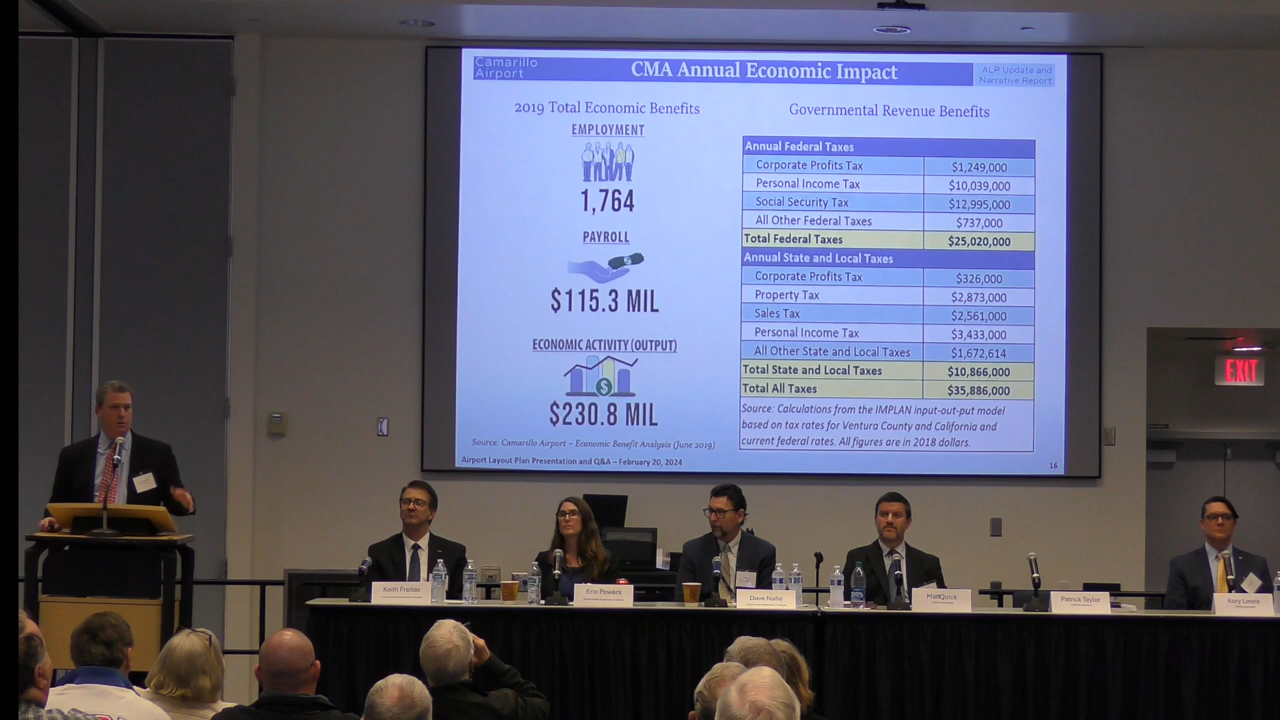 Camarillo
Airport
CMA Annual Economic Impact
ALP Update and
Narrative Report
2019 Total Economic Benefits
EMPLOYMENT
1,764
PAYROLL
$115.3 MIL
ECONOMIC ACTIVITY (OUTPUT)
$
$230.8 MIL
Source: Camarillo Airport – Economic Benefit Analysis (June 2019)
Airport Layout Plan Presentation and Q&A – February 20, 2024
Governmental Revenue Benefits
Annual Federal Taxes
Corporate Profits Tax $1,249,000
Personal Income Tax $10,039,000
Social Security Tax $12,995,000
All Other Federal Taxes $737,000
Total Federal Taxes $25,020,000
Annual State and Local Taxes
Corporate Profits Tax $326,000
Property Tax $2,873,000
Sales Tax $2,561,000
Personal Income Tax $3,433,000
All Other State and Local Taxes $1,672,614
Total State and Local Taxes $10,866,000
Total All Taxes $35,886,000
Source: Calculations from the IMPLAN input-out-put model
based on tax rates for Ventura County and California and
current federal rates. All figures are in 2018 dollars.
16
EXIT
Keith Freitas
Erin Powers
Dave Nafie
Matt Quick
Patrick Taylor
Kory Lewis